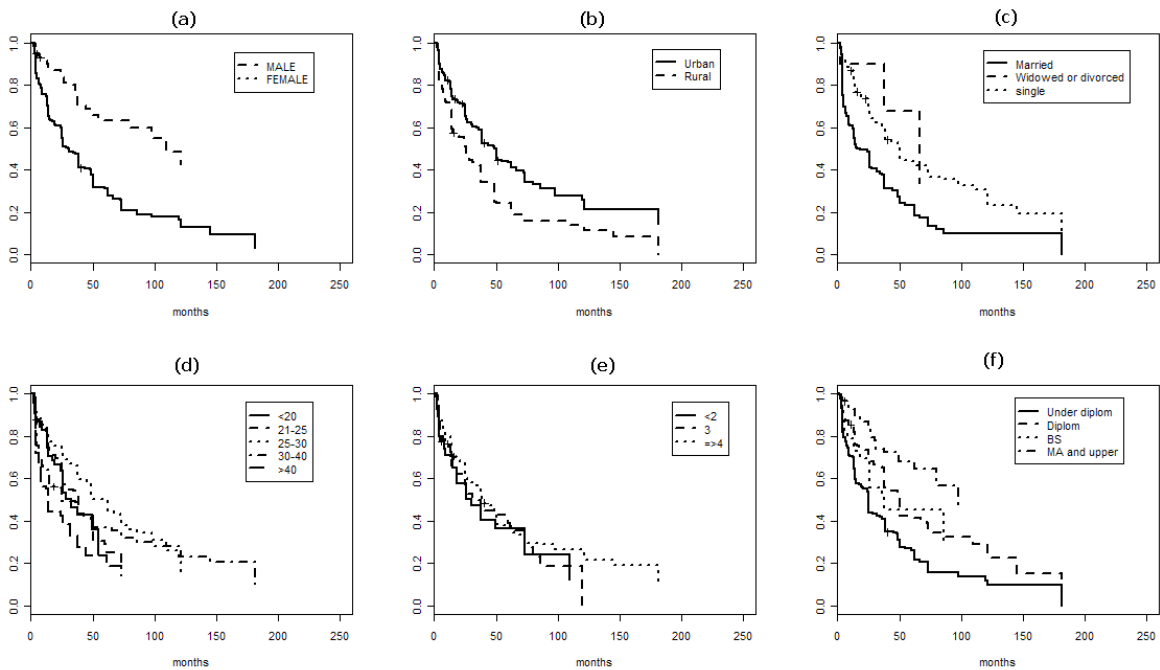 (a)
1.0
0.8
0.6
0.4
0.2
0.0
MALE
FEMALE
0 50 100 150 200 250
months
(b)
1.0
0.8
0.6
0.4
0.2
0.0
Urban
Rural
0 50 100 150 200 250
months
(c)
1.0
0.8
0.6
0.4
0.2
0.0
Married
Widowed or divorced
single
0 50 100 150 200 250
months
(d)
1.0
0.8
0.6
0.4
0.2
0.0
<20
21-25
25-30
30-40
>40
0 50 100 150 200 250
months
(e)
1.0
0.8
0.6
0.4
0.2
0.0
<2
3
=>4
0 50 100 150 200 250
months
(f)
1.0
0.8
0.6
0.4
0.2
0.0
Under diplom
Diplom
BS
MA and upper
0 50 100 150 200 250
months